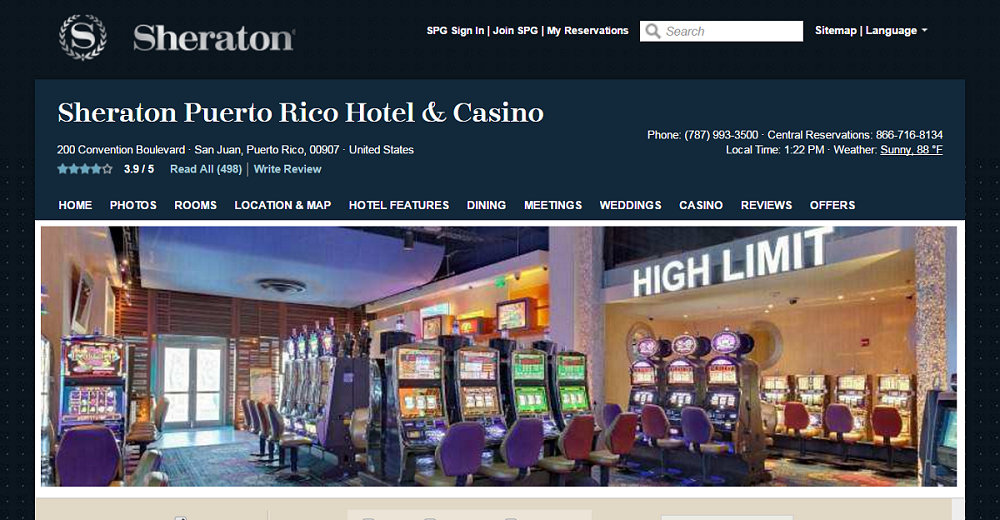 S Sheraton®
SPG Sign In | Join SPG | My Reservations
Search
Sitemap | Language
Sheraton Puerto Rico Hotel & Casino
200 Convention Boulevard · San Juan, Puerto Rico, 00907 · United States
Phone: (787) 993-3500 · Central Reservations: 866-716-8134
Local Time: 1:22 PM · Weather: Sunny, 88 °F
3.9 / 5 Read All (498) | Write Review
HOME PHOTOS ROOMS LOCATION & MAP HOTEL FEATURES DINING MEETINGS WEDDINGS CASINO REVIEWS OFFERS
HIGH LIMIT